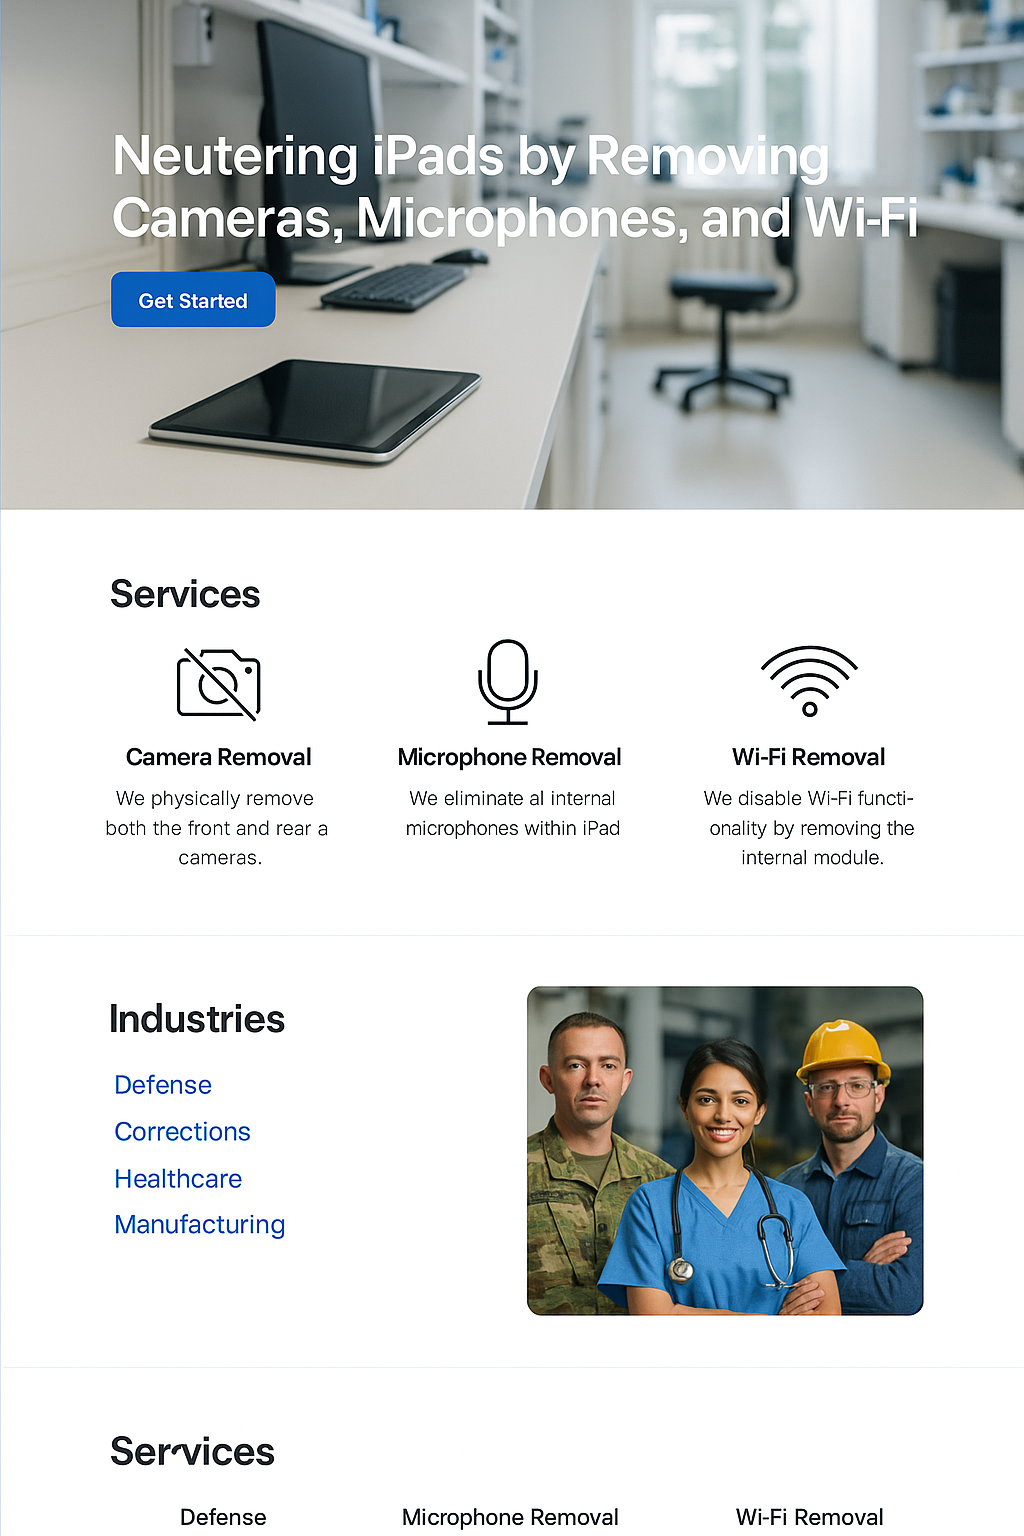 Neutering iPads by Removing
Cameras, Microphones, and Wi-Fi
Get Started
Services
Camera Removal
We physically remove
both the front and rear a
cameras.
Microphone Removal
We eliminate al internal
microphones within iPad
Wi-Fi Removal
We disable Wi-Fi functi-
onality by removing the
internal module.
Industries
Defense
Corrections
Healthcare
Manufacturing
Services
Defense
Microphone Removal
Wi-Fi Removal